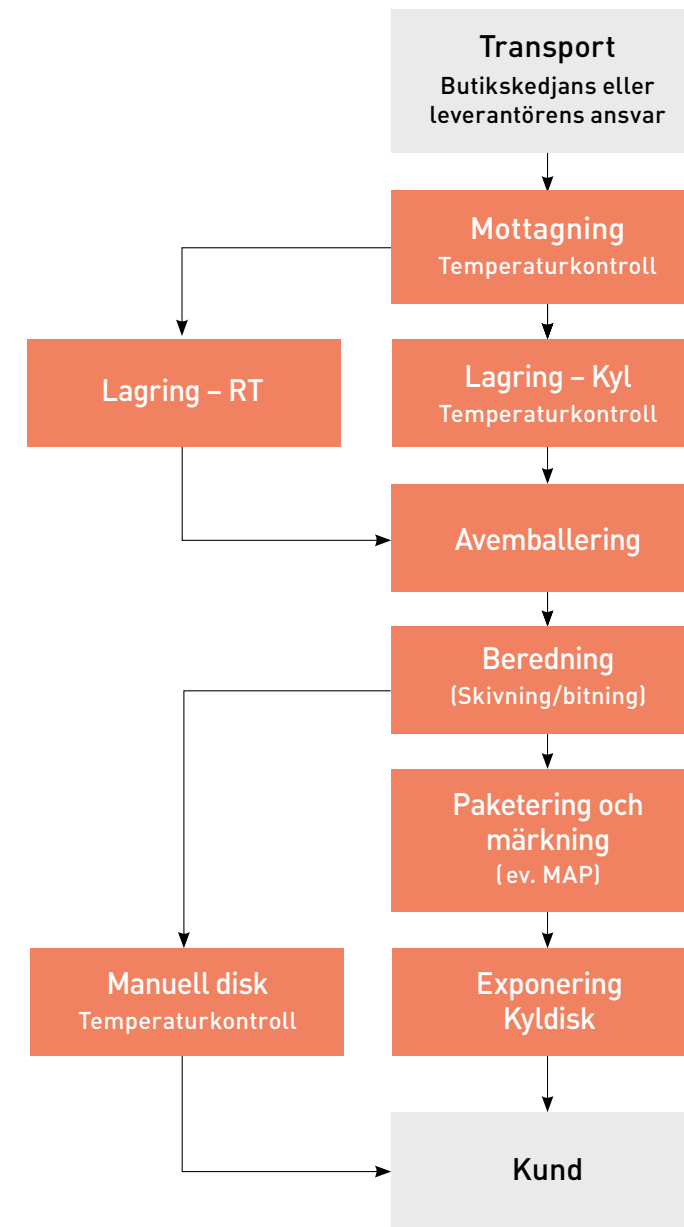 Transport
Butikskedjans eller
leverantörens ansvar
Mottagning
Temperaturkontroll
Lagring – RT
Lagring – Kyl
Temperaturkontroll
Avemballering
Beredning
(Skivning/bitning)
Paketering och
märkning
(ev. MAP)
Manuell disk
Temperaturkontroll
Exponering
Kyldisk
Kund